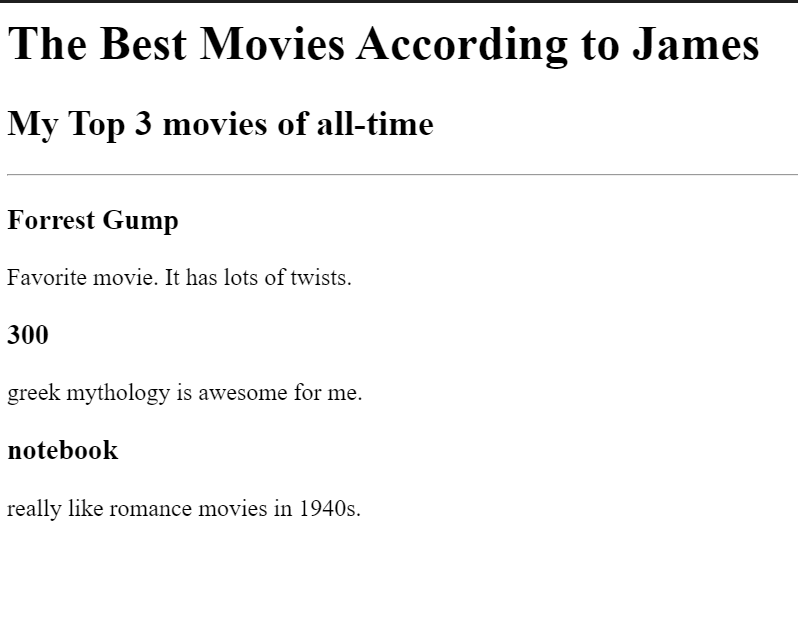 The Best Movies According to James
My Top 3 movies of all-time
Forrest Gump
Favorite movie. It has lots of twists.
300
greek mythology is awesome for me.
notebook
really like romance movies in 1940s.